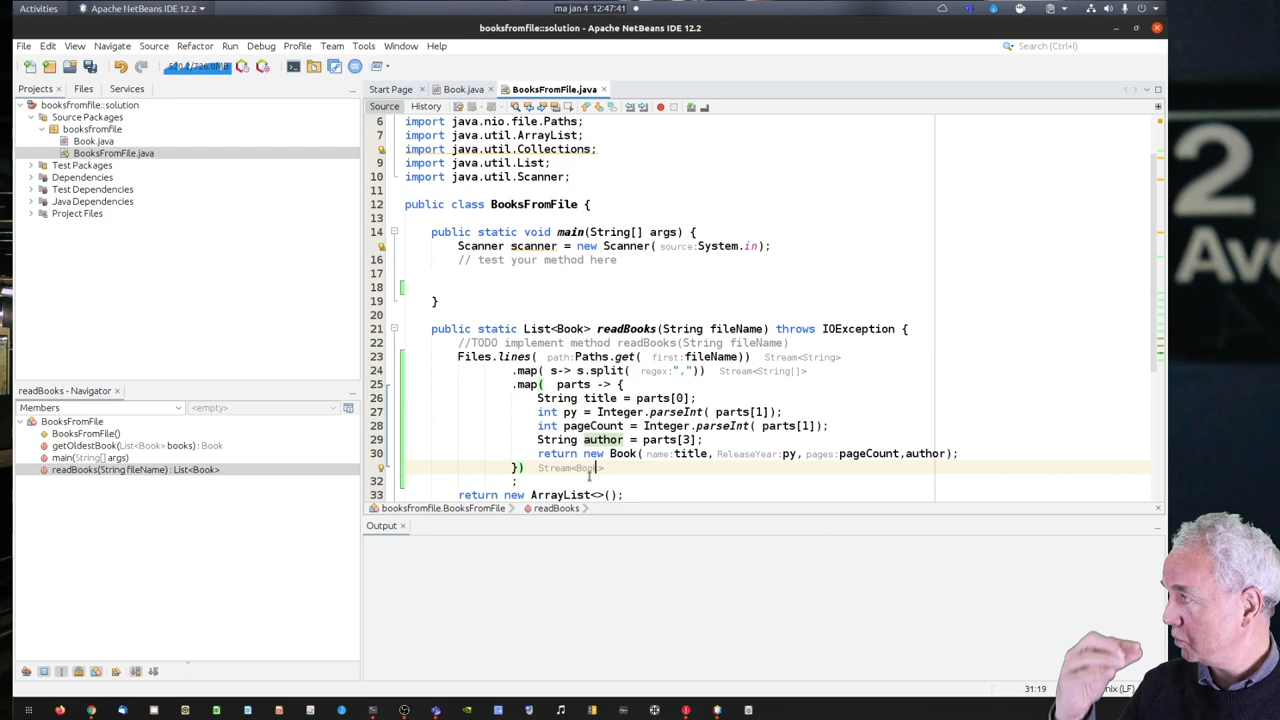 Activities
Apache NetBeans IDE 12.2
ma jan 4 12:47:41
booksfromfile::solution - Apache NetBeans IDE 12.2
File Edit View Navigate Source Refactor Run Debug Profile Team Tools Window Help
Search (Ctrl+I)
Projects × Files Services
Start Page Book.java BooksFromFile.java
Source History
booksfromfile::solution
Source Packages
booksfromfile
Book.java
BooksFromFile.java
Test Packages
Dependencies
Test Dependencies
Java Dependencies
Project Files
readBooks - Navigator ×
Members <empty>
BooksFromFile
BooksFromFile()
getOldestBook(List<Book> books) : Book
main(String[] args)
readBooks(String fileName) : List<Book>
6 import java.nio.file.Paths;
7 import java.util.ArrayList;
import java.util.Collections;
9 import java.util.List;
10 import java.util.Scanner;
11
12 public class BooksFromFile {
13
14 public static void main(String[] args) {
Scanner scanner = new Scanner( source:System.in);
16 // test your method here
17
18
19 }
21 public static List<Book> readBooks(String fileName) throws IOException {
22 //TODO implement method readBooks(String fileName)
23 Files.lines( path:Paths.get( first:fileName)) Stream<String>
24 .map( s-> s.split( regex:",")) Stream<String[]>
25 .map( parts -> {
26 String title = parts[0];
27 int py = Integer.parseInt( parts[1]);
28 int pageCount = Integer.parseInt( parts[1]);
29 String author = parts[3];
30 return new Book( name:title, ReleaseYear:py, pages:pageCount,author);
}) Stream<Book>
32 ;
33 return new ArrayList<>();
booksfromfile.BooksFromFile readBooks
Output ×
31:19
(LF)
2
Av